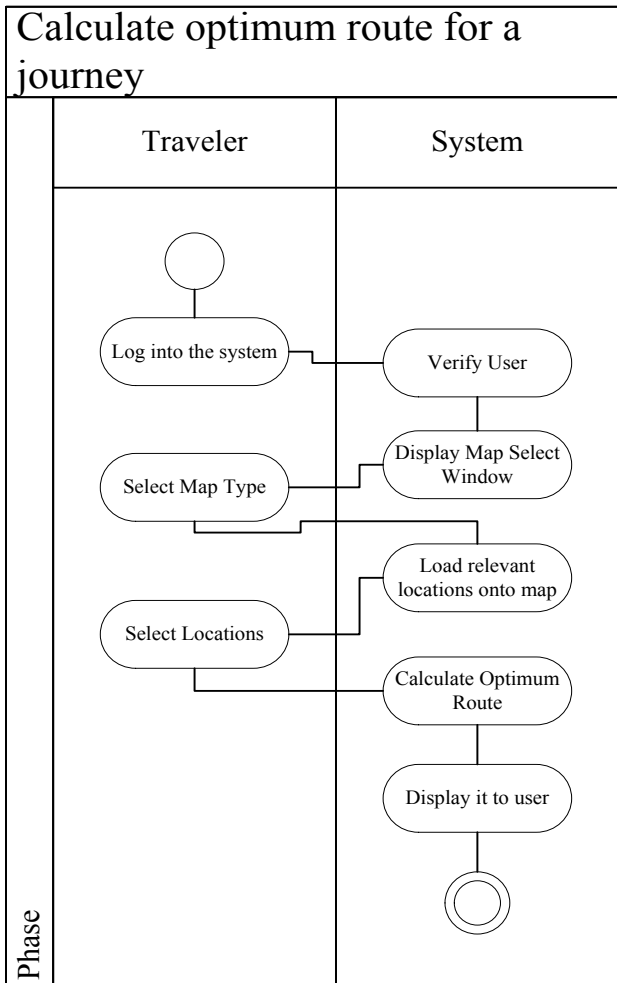 Calculate optimum route for a
journey
Traveler
System
Log into the system
Verify User
Display Map Select
Window
Select Map Type
Load relevant
locations onto map
Select Locations
Calculate Optimum
Route
Display it to user
Phase